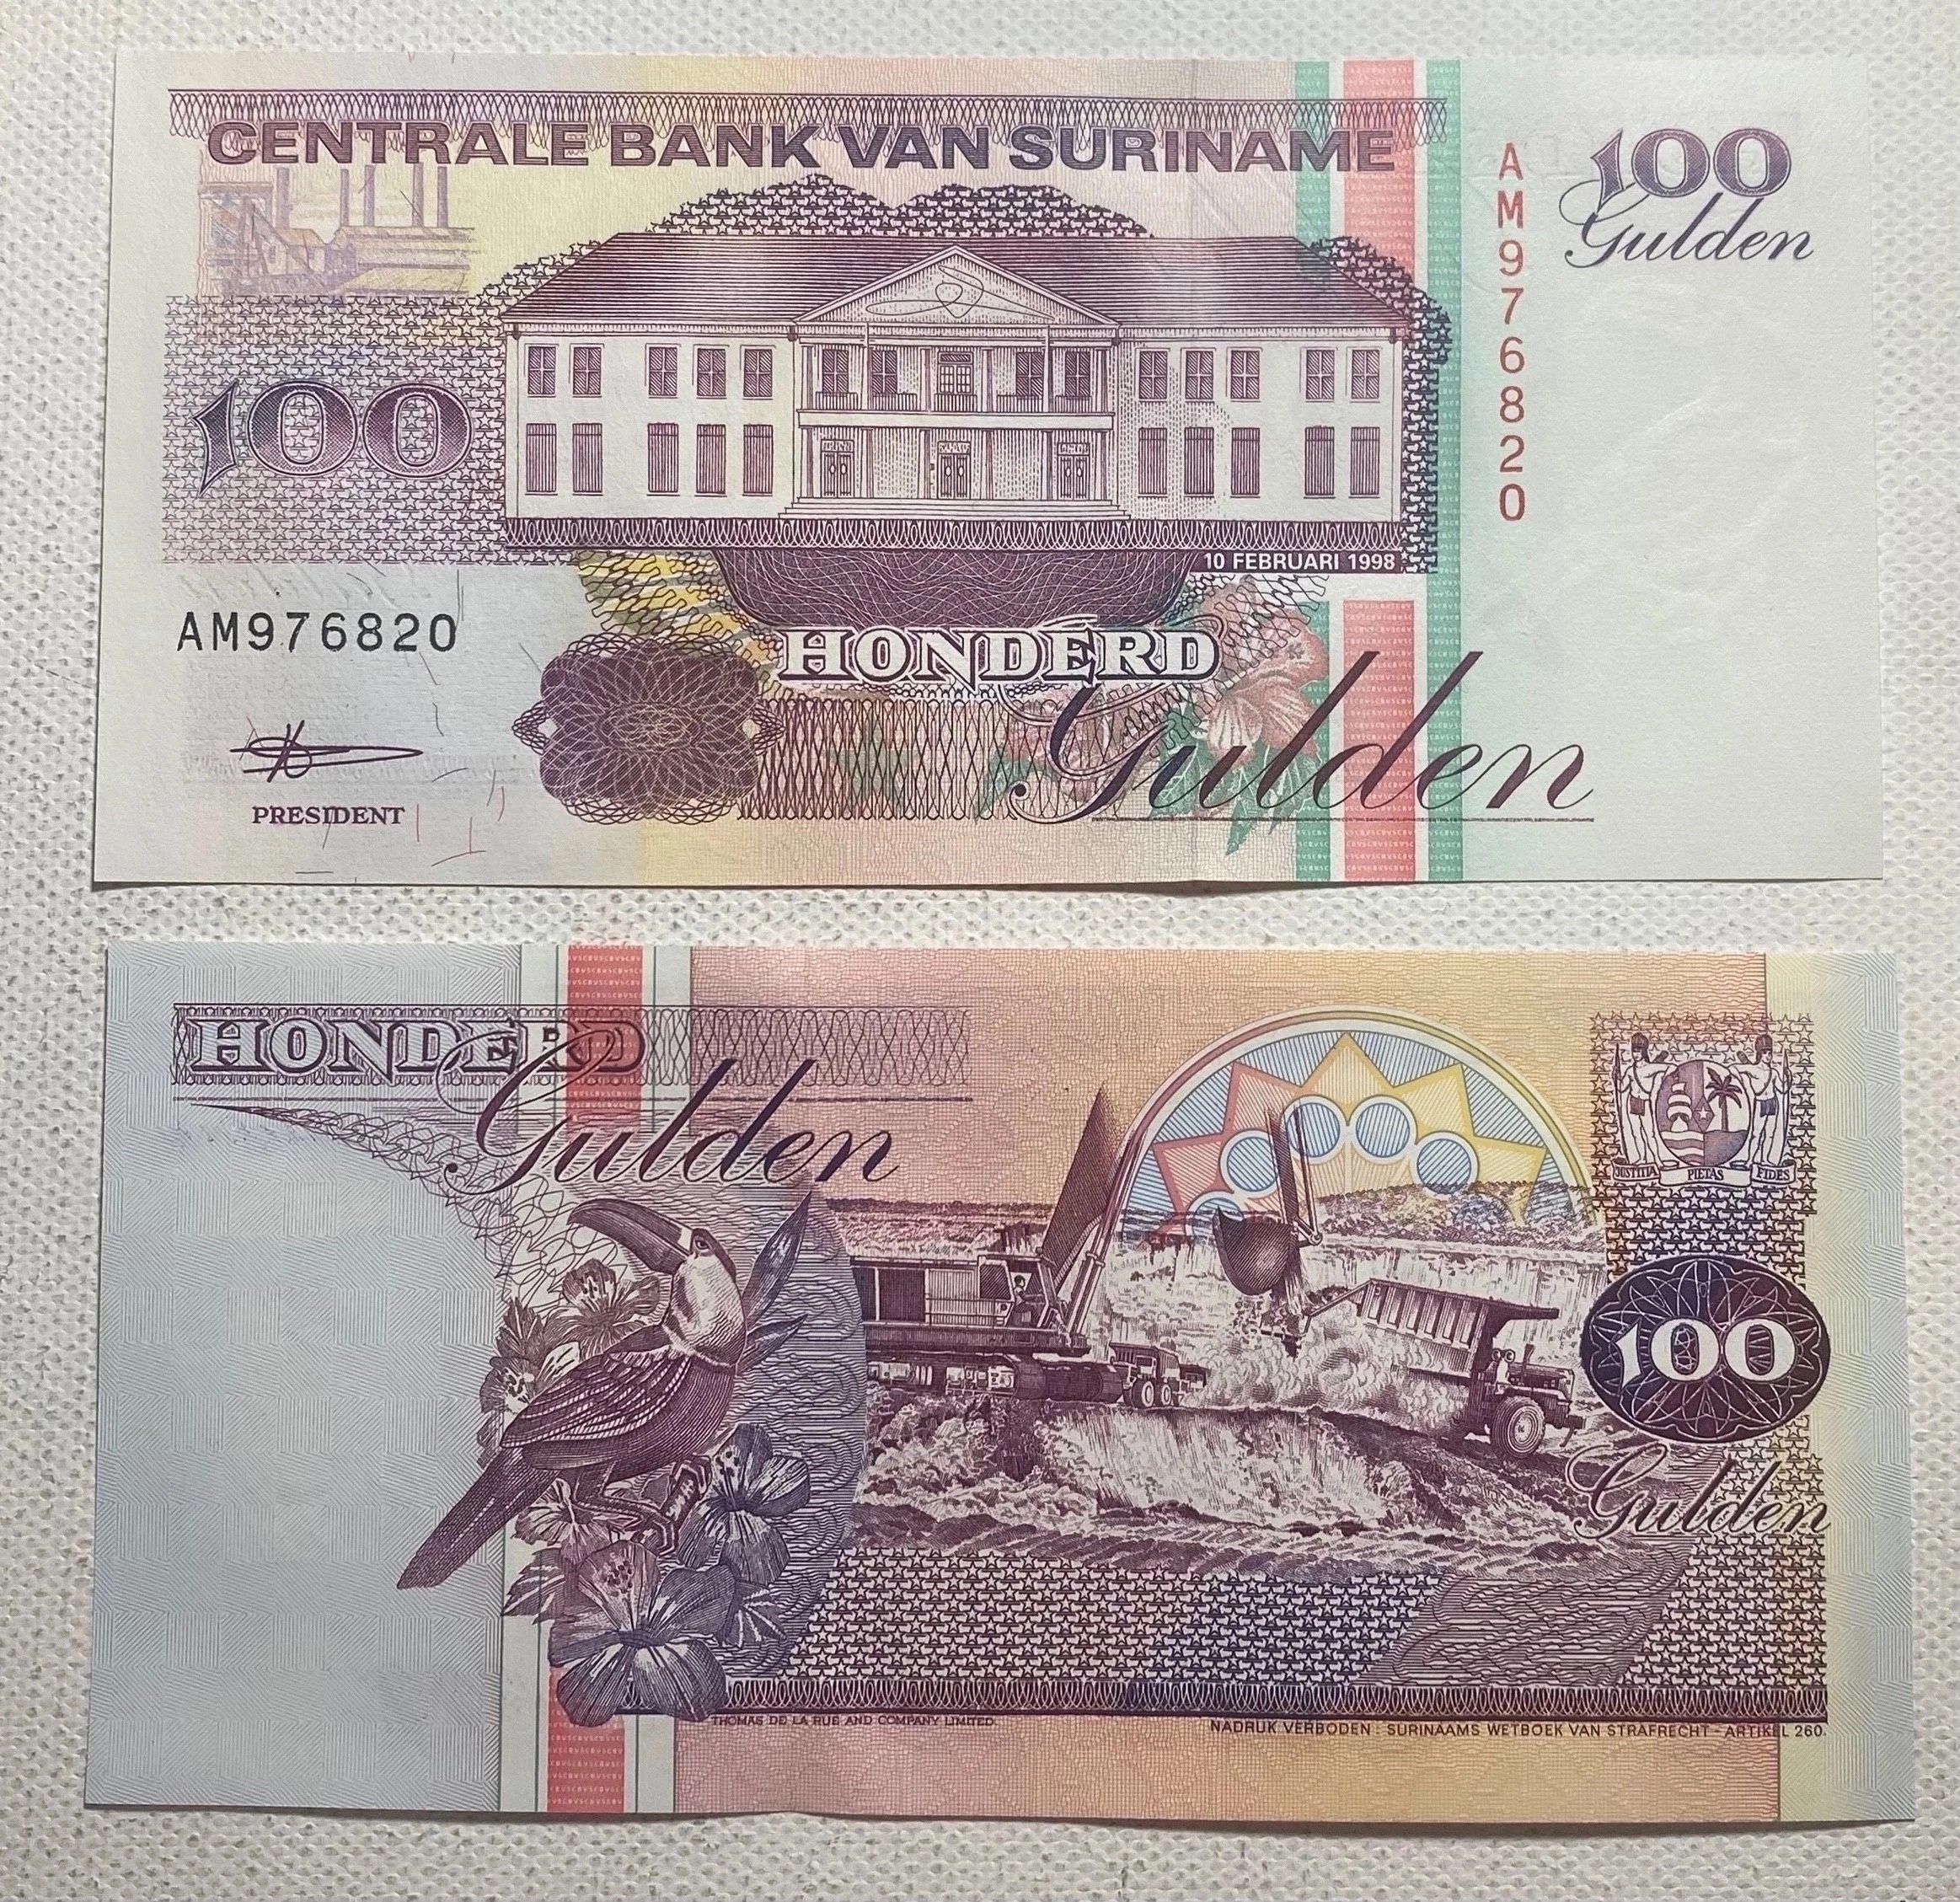 CENTRALE BANK VAN SURINAME
100
Gulden
AM976820
100
10 FEBRUARI 1998
AM976820
HONDERD
Gulden
PRESIDENT
HONDERD
Gulden
JUSTITIA PIETAS FIDES
100
Gulden
THOMAS DE LA RUE AND COMPANY LIMITED.
NADRUK VERBODEN : SURINAAMS WETBOEK VAN STRAFRECHT - ARTIKEL 260.